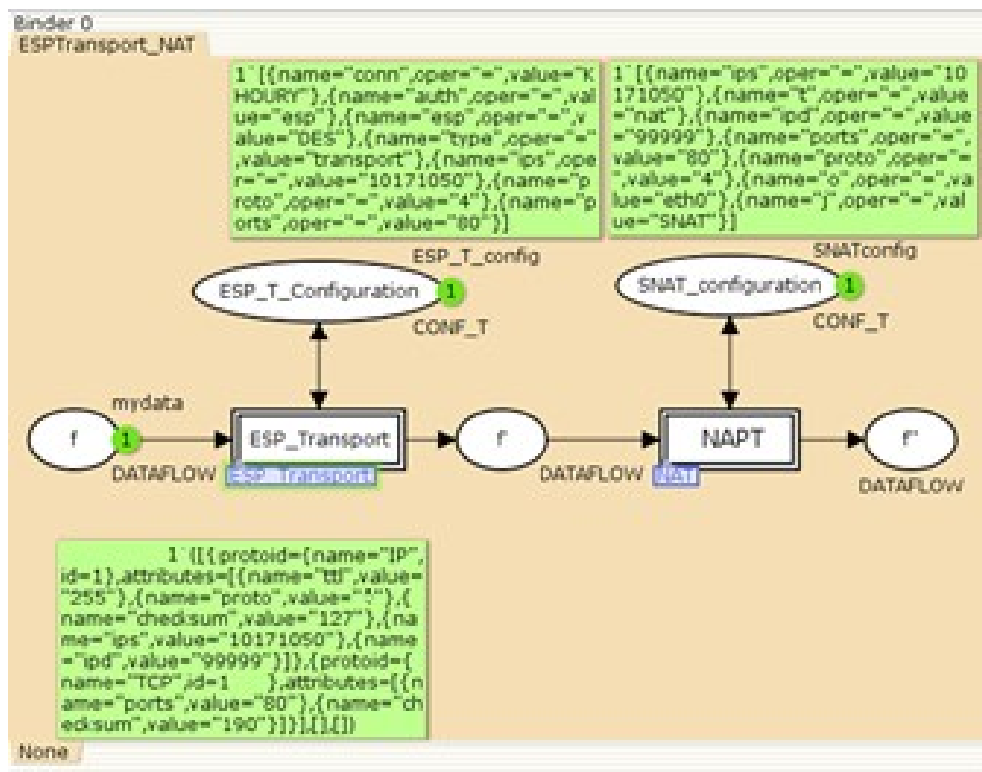 Binder 0
ESPTransport_NAT
1`[{name="conn",oper="=",value="K
HOURY"},{name="auth",oper="=",val
ue="esp"},{name="esp",oper="=",v
alue="DES"},{name="type",oper="="
,value="transport"},{name="ips",ope
r="=",value="10171050"},{name="p
roto",oper="=",value="4"},{name="p
orts",oper="=",value="80"}]
1`[{name="ips",oper="=",value="10
171050"},{name="t",oper="=",value
="nat"},{name="ipd",oper="=",value
="99999"},{name="ports",oper="=",
value="80"},{name="proto",oper="=
",value="4"},{name="o",oper="=",va
lue="eth0"},{name="j",oper="=",val
ue="SNAT"}]
ESP_T_config
SNATconfig
ESP_T_Configuration
1
SNAT_configuration
1
CONF_T
CONF_T
mydata
f
1
ESP_Transport
f'
NAPT
f''
DATAFLOW
ESP_Transport
DATAFLOW
NAT
DATAFLOW
1`([{protoid={name="IP",
id=1},attributes=[{name="ttl",value=
"255"},{name="proto",value=" "},{
name="checksum",value="127"},{na
me="ips",value="10171050"},{name
="ipd",value="99999"}]},{protoid={
name="TCP",id=1 },attributes=[{n
ame="ports",value="80"},{name="ch
ecksum",value="190"}]}],[],[])
None